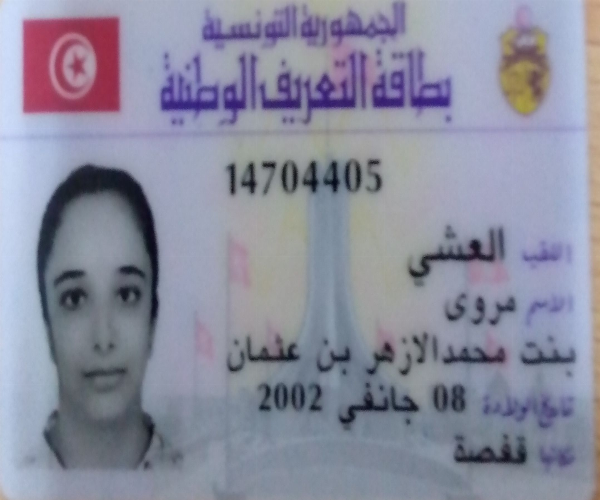 الجمهورية التونسية
بطاقة التعريف الوطنية
14704405
اللقب العشي
الاسم مروى
بنت محمدالازهر بن عثمان
تاريخ الولادة 08 جانفي 2002
مكانها قفصة